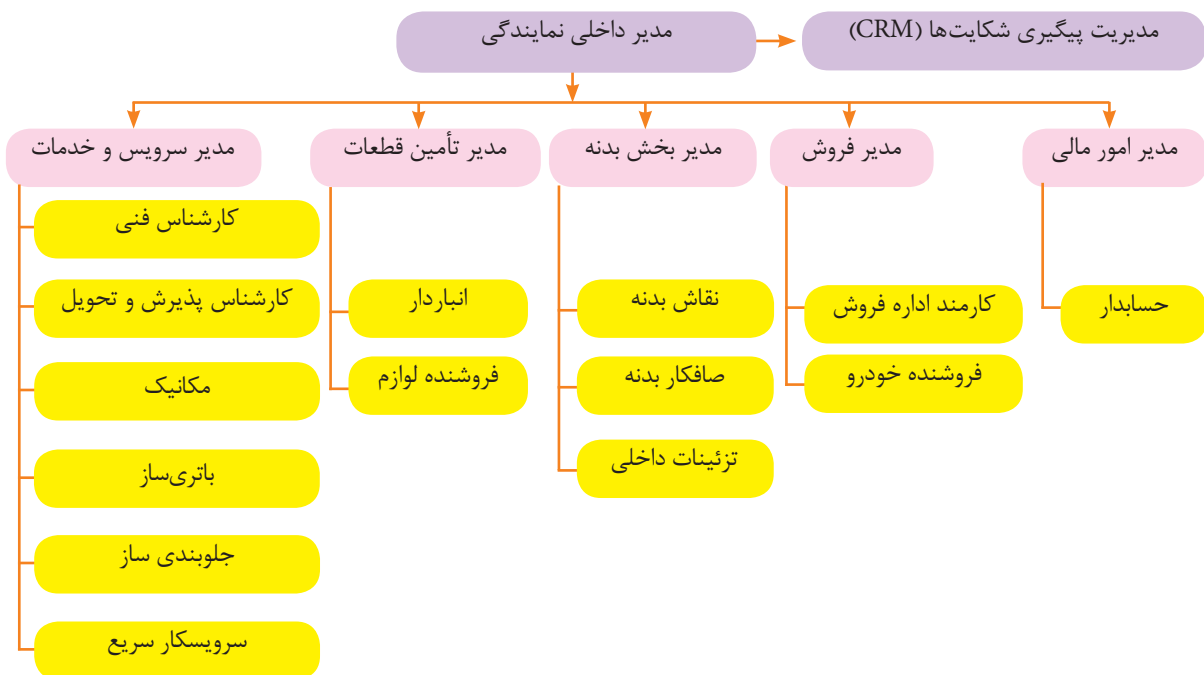 مدیریت پیگیری شکایت‌ها (CRM)
مدیر داخلی نمایندگی
مدیر امور مالی
مدیر فروش
مدیر بخش بدنه
مدیر تأمین قطعات
مدیر سرویس و خدمات
حسابدار
کارمند اداره فروش
فروشنده خودرو
نقاش بدنه
صافکار بدنه
تزئینات داخلی
انباردار
فروشنده لوازم
کارشناس فنی
کارشناس پذیرش و تحویل
مکانیک
باتری‌ساز
جلوبندی ساز
سرویسکار سریع